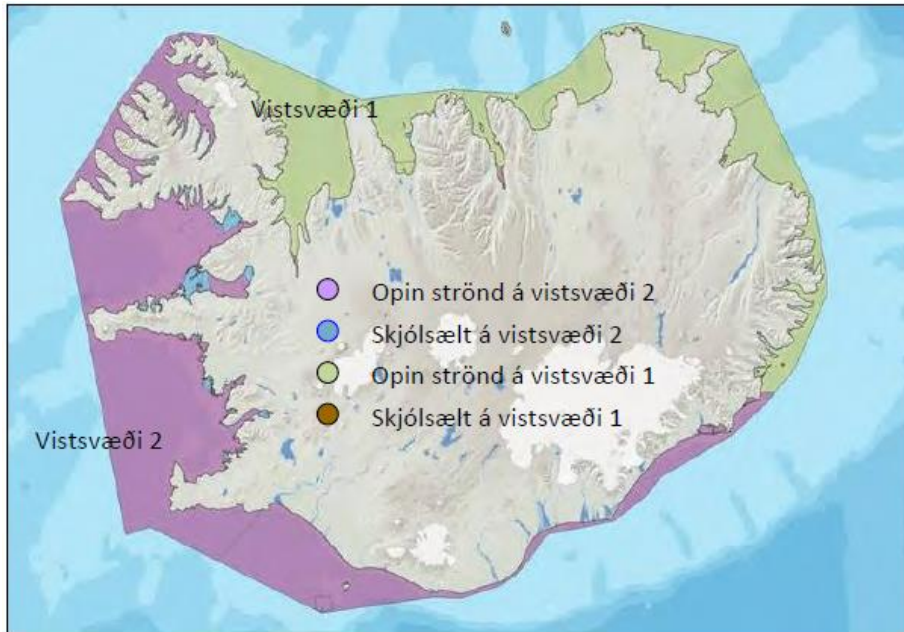 Vistsvæði 1
Opin strönd á vistsvæði 2
Skjólsælt á vistsvæði 2
Opin strönd á vistsvæði 1
Skjólsælt á vistsvæði 1
Vistsvæði 2